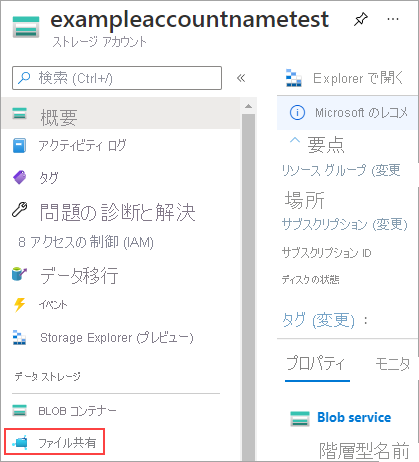 exampleaccountnametest
ストレージ アカウント
検索 (Ctrl+/)
概要
アクティビティ ログ
タグ
問題の診断と解決
8 アクセスの制御 (IAM)
データ移行
イベント
Storage Explorer (プレビュー)
データ ストレージ
BLOB コンテナー
ファイル共有
Explorer で開く
Microsoft のレコメ
要点
リソース グループ (変更
場所
サブスクリプション (変更
サブスクリプション ID
ディスクの状態
タグ (変更) :
プロパティ
モニタ
Blob service
階層型名前